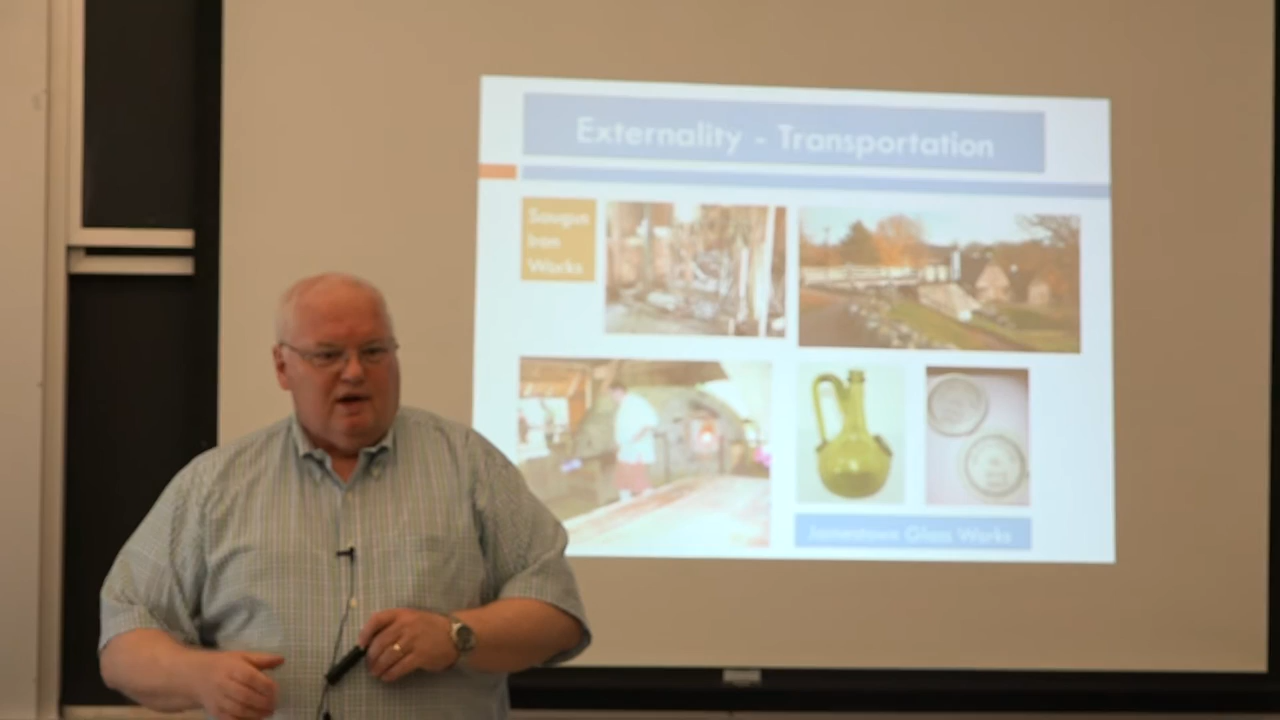 Externality - Transportation
Saugus
Iron
Works
Jamestown Glass Works